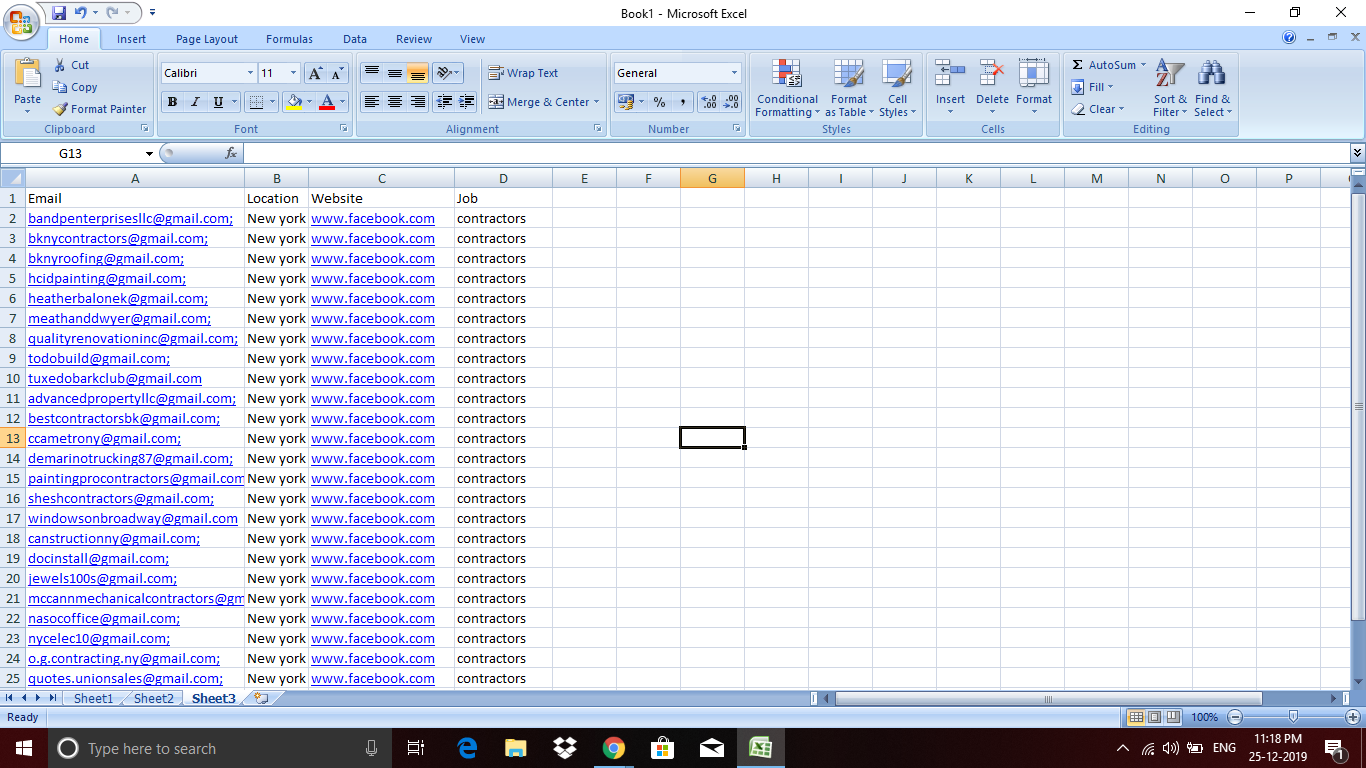 Book1 - Microsoft Excel
Home Insert Page Layout Formulas Data Review View
Paste Cut Copy Format Painter
Calibri 11
B I U
Wrap Text
Merge & Center
General
% ,
Conditional Formatting Format as Table Cell Styles
Insert Delete Format
Σ AutoSum Fill Clear
Sort & Filter Find & Select
Clipboard Font Alignment Number Styles Cells Editing
G13 fx
A B C D E F G H I J K L M N O P
1 Email Location Website Job
2 bandpenterprisesllc@gmail.com; New york www.facebook.com contractors
3 bknycontractors@gmail.com; New york www.facebook.com contractors
4 bknyroofing@gmail.com; New york www.facebook.com contractors
5 hcidpainting@gmail.com; New york www.facebook.com contractors
6 heatherbalonek@gmail.com; New york www.facebook.com contractors
7 meathanddwyer@gmail.com; New york www.facebook.com contractors
8 qualityrenovationinc@gmail.com; New york www.facebook.com contractors
9 todobuild@gmail.com; New york www.facebook.com contractors
10 tuxedobarkclub@gmail.com New york www.facebook.com contractors
11 advancedpropertyllc@gmail.com; New york www.facebook.com contractors
12 bestcontractorsbk@gmail.com; New york www.facebook.com contractors
13 ccametrony@gmail.com; New york www.facebook.com contractors
14 demarinotrucking87@gmail.com; New york www.facebook.com contractors
15 paintingprocontractors@gmail.com New york www.facebook.com contractors
16 sheshcontractors@gmail.com; New york www.facebook.com contractors
17 windowsonbroadway@gmail.com New york www.facebook.com contractors
18 canstructionny@gmail.com; New york www.facebook.com contractors
19 docinstall@gmail.com; New york www.facebook.com contractors
20 jewels100s@gmail.com; New york www.facebook.com contractors
21 mccannmechanicalcontractors@gm New york www.facebook.com contractors
22 nasocoffice@gmail.com; New york www.facebook.com contractors
23 nycelec10@gmail.com; New york www.facebook.com contractors
24 o.g.contracting.ny@gmail.com; New york www.facebook.com contractors
25 quotes.unionsales@gmail.com; New york www.facebook.com contractors
Sheet1 Sheet2 Sheet3
Ready 100%
Type here to search ENG 11:18 PM
25-12-2019 1